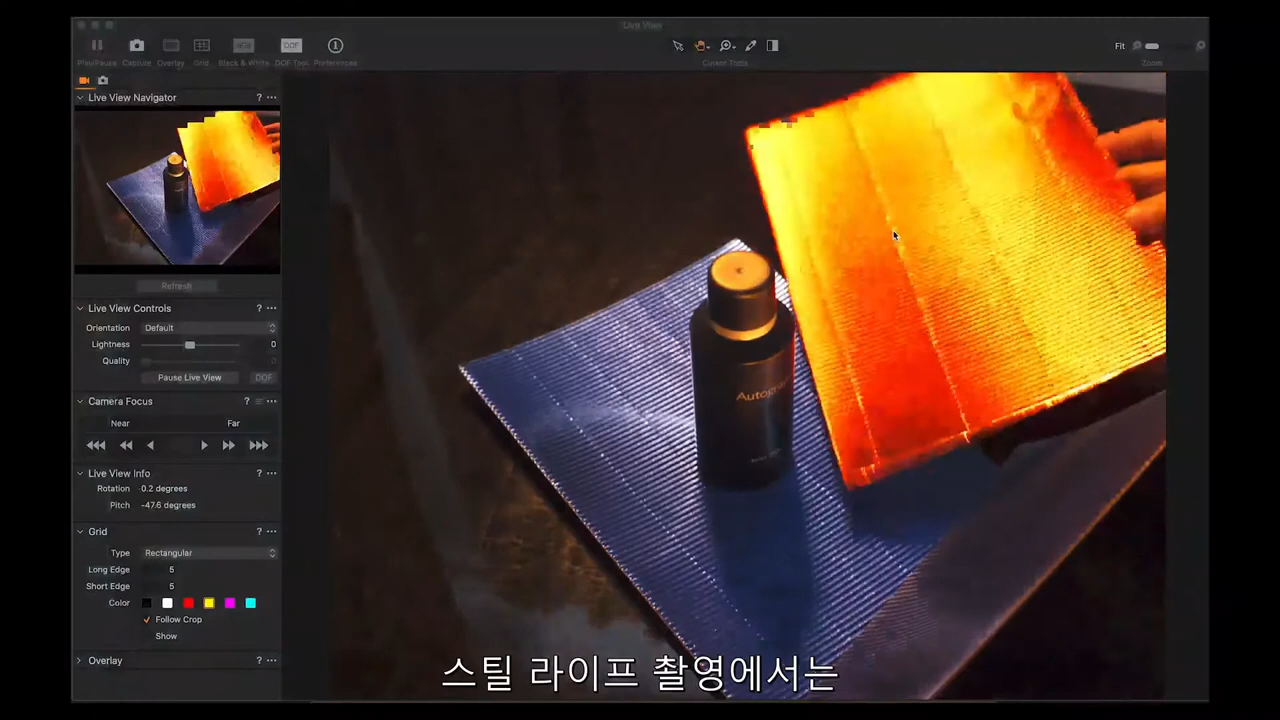 Live View
Play/Pause Capture Overlay Grid Black & White DOF Tool Preferences
Cursor Tools
Fit
Zoom
Live View Navigator
Refresh
Live View Controls
Orientation Default
Lightness 0
Quality
Pause Live View DOF
Camera Focus
Near Far
Live View Info
Rotation 0.2 degrees
Pitch -47.6 degrees
Grid
Type Rectangular
Long Edge 5
Short Edge 5
Color
Follow Crop
Show
Overlay
스틸 라이프 촬영에서는